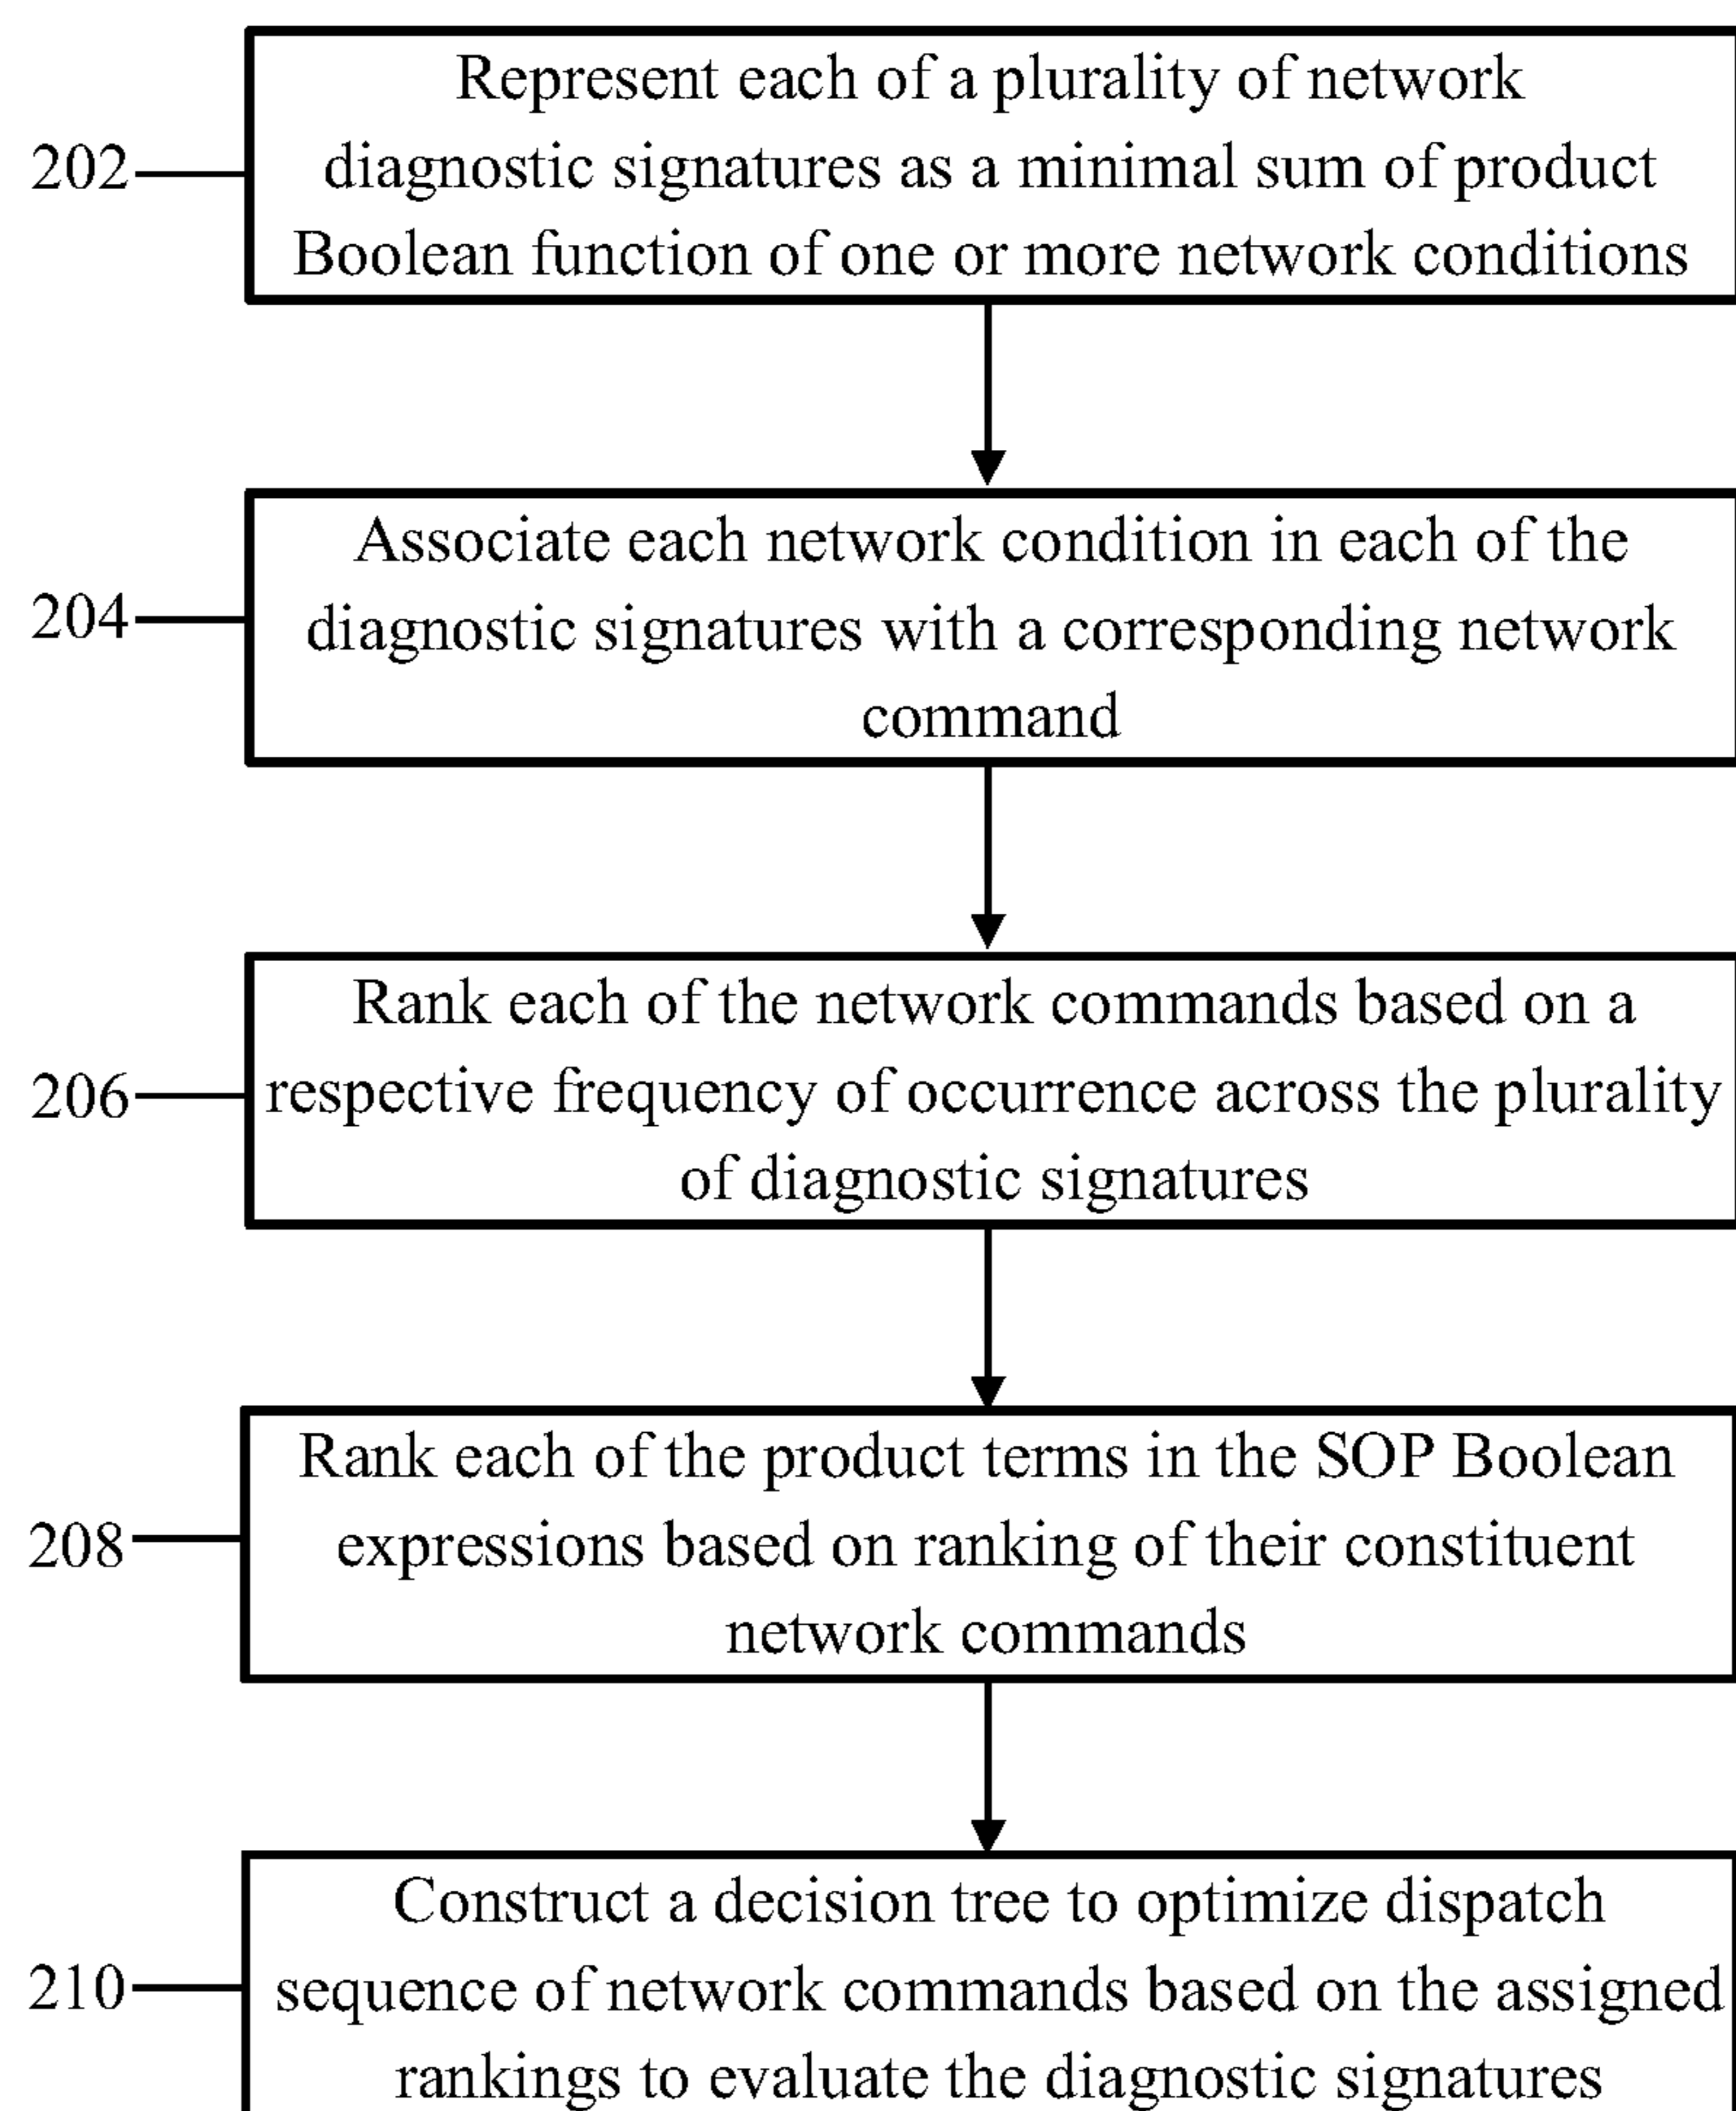 Represent each of a plurality of network
diagnostic signatures as a minimal sum of product
Boolean function of one or more network conditions
202
Associate each network condition in each of the
diagnostic signatures with a corresponding network
command
204
Rank each of the network commands based on a
respective frequency of occurrence across the plurality
of diagnostic signatures
206
Rank each of the product terms in the SOP Boolean
expressions based on ranking of their constituent
network commands
208
Construct a decision tree to optimize dispatch
sequence of network commands based on the assigned
rankings to evaluate the diagnostic signatures
210